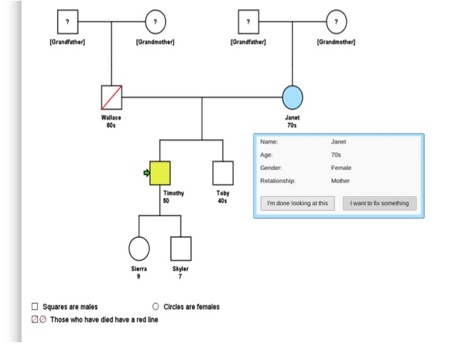 ? ? ? ?
[Grandfather] [Grandmother] [Grandfather] [Grandmother]
Wallace Janet
80s 70s
Name: Janet
Age: 70s
Gender: Female
Relationship: Mother
I'm done looking at this I want to fix something
Timothy Toby
50 40s
Sierra Skyler
9 7
Squares are males Circles are females
Those who have died have a red line